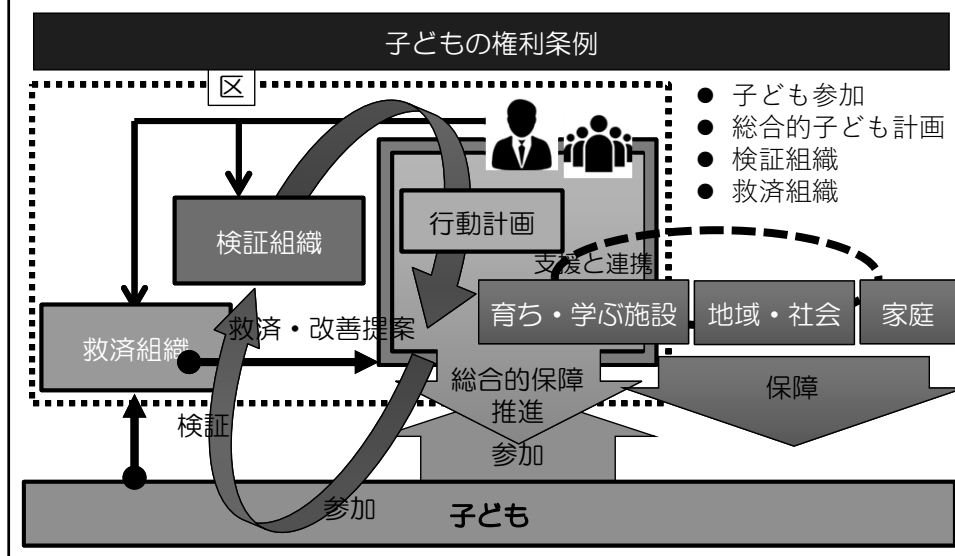 子どもの権利条例
区
● 子ども参加
● 総合的子ども計画
● 検証組織
● 救済組織
検証組織
行動計画
支援と連携
育ち・学ぶ施設
地域・社会
家庭
救済・改善提案
救済組織
総合的保障
推進
保障
検証
参加
参加
子ども